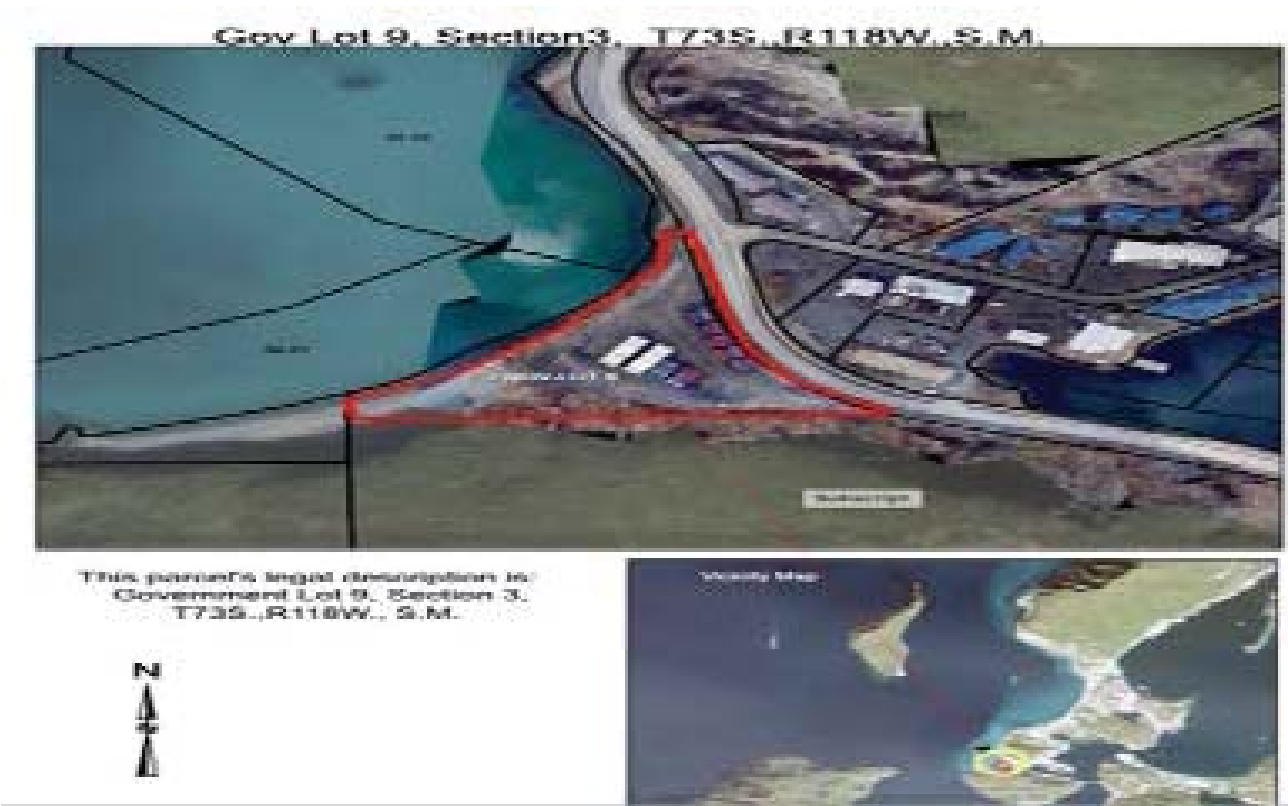 Gov Lot 9, Section3, T73S.,R118W.,S.M.
This parcel's legal description is:
Government Lot 9, Section 3,
T73S.,R118W., S.M.
N
Vicinity Map